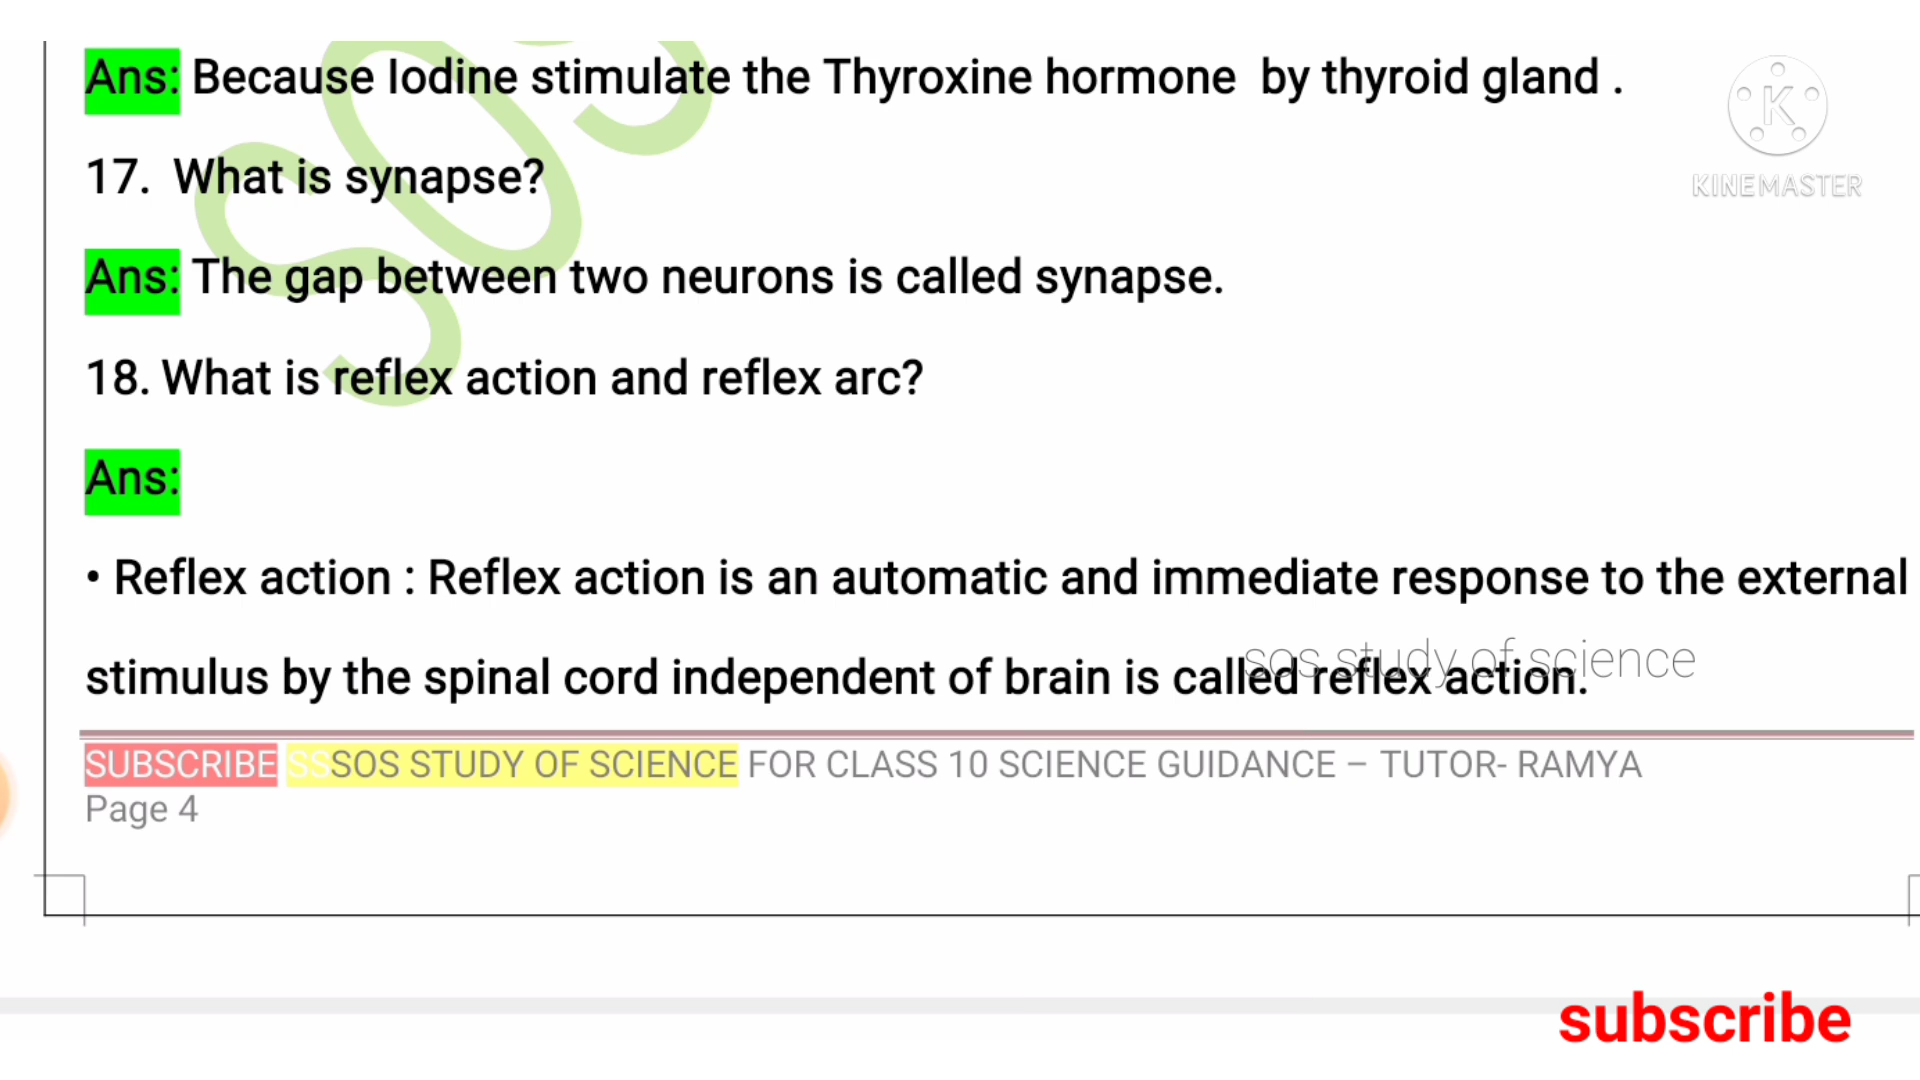 Ans: Because Iodine stimulate the Thyroxine hormone by thyroid gland .
K
KINEMASTER
17. What is synapse?
Ans: The gap between two neurons is called synapse.
18. What is reflex action and reflex arc?
Ans:
• Reflex action : Reflex action is an automatic and immediate response to the external
stimulus by the spinal cord independent of brain is called reflex action.
sos study of science
SUBSCRIBE SSSOS STUDY OF SCIENCE FOR CLASS 10 SCIENCE GUIDANCE – TUTOR- RAMYA
Page 4
subscribe
SOS